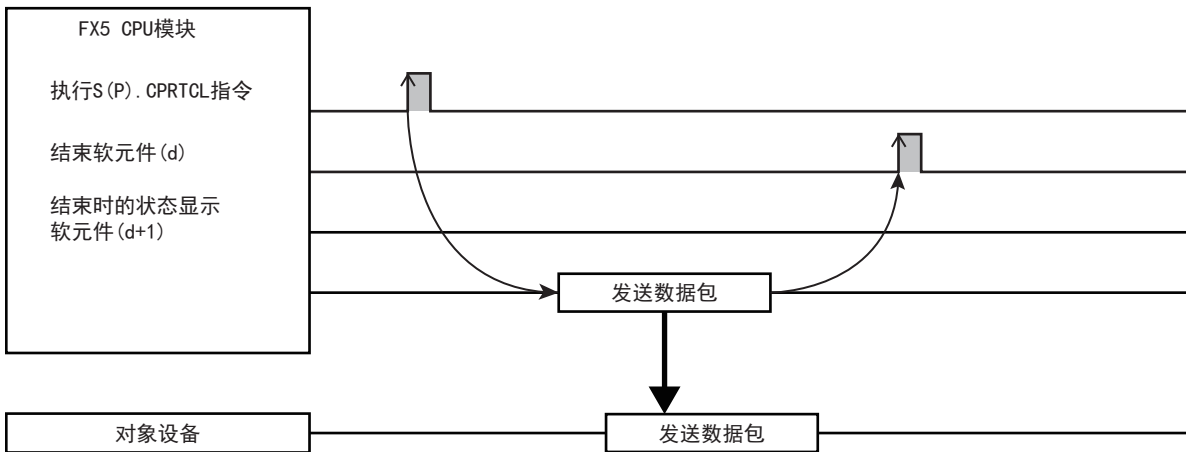 FX5 CPU模块
执行S(P).CPRTCL指令
结束软元件(d)
结束时的状态显示
软元件(d+1)
发送数据包
对象设备
发送数据包